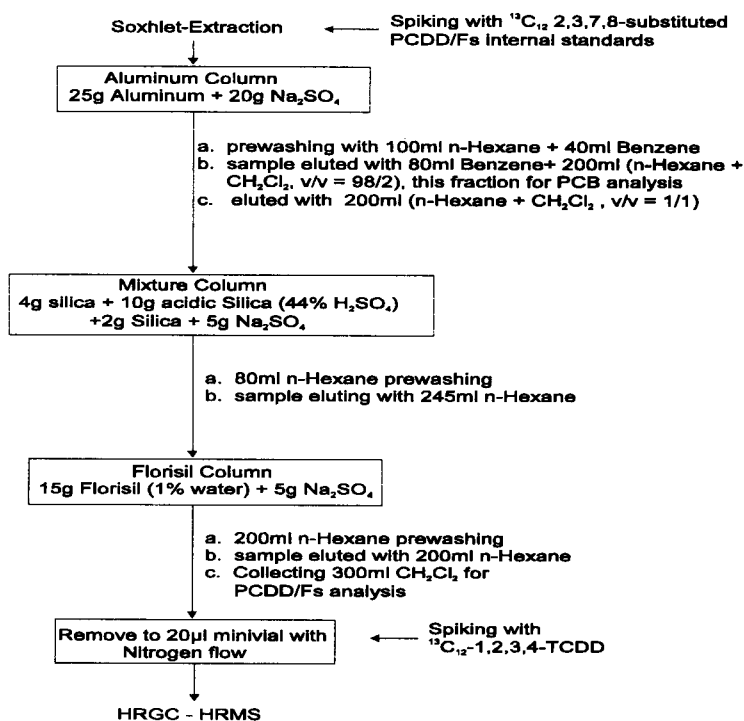 Soxhlet-Extraction
Spiking with ¹³C₁₂ 2,3,7,8-substituted
PCDD/Fs internal standards
Aluminum Column
25g Aluminum + 20g Na₂SO₄
a. prewashing with 100ml n-Hexane + 40ml Benzene
b. sample eluted with 80ml Benzene+ 200ml (n-Hexane +
CH₂Cl₂, v/v = 98/2), this fraction for PCB analysis
c. eluted with 200ml (n-Hexane + CH₂Cl₂ , v/v = 1/1)
Mixture Column
4g silica + 10g acidic Silica (44% H₂SO₄)
+2g Silica + 5g Na₂SO₄
a. 80ml n-Hexane prewashing
b. sample eluting with 245ml n-Hexane
Florisil Column
15g Florisil (1% water) + 5g Na₂SO₄
a. 200ml n-Hexane prewashing
b. sample eluted with 200ml n-Hexane
c. Collecting 300ml CH₂Cl₂ for
PCDD/Fs analysis
Remove to 20µl minivial with
Nitrogen flow
Spiking with
¹³C₁₂-1,2,3,4-TCDD
HRGC - HRMS